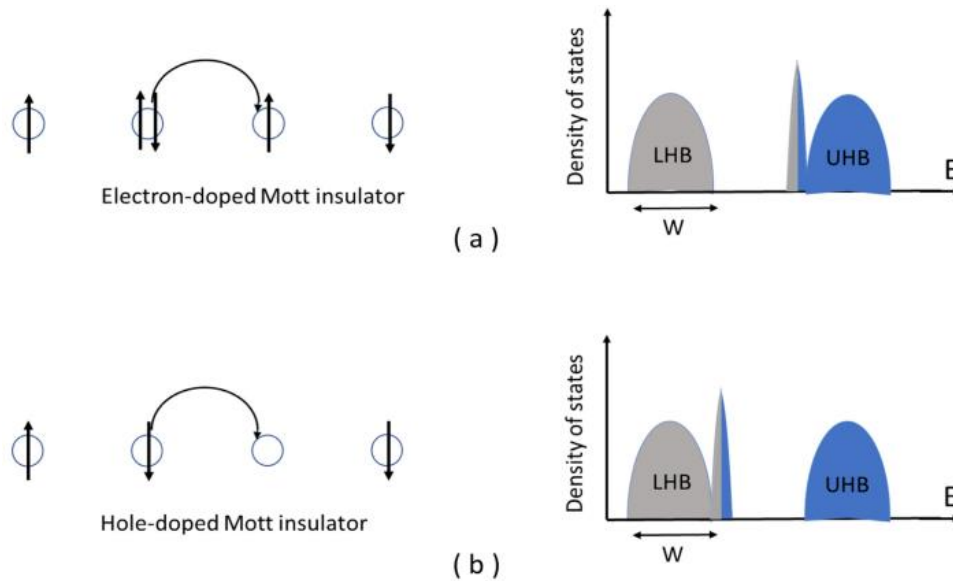 Density of states
LHB
UHB
E
W
Electron-doped Mott insulator
( a )
Density of states
LHB
UHB
E
W
Hole-doped Mott insulator
( b )